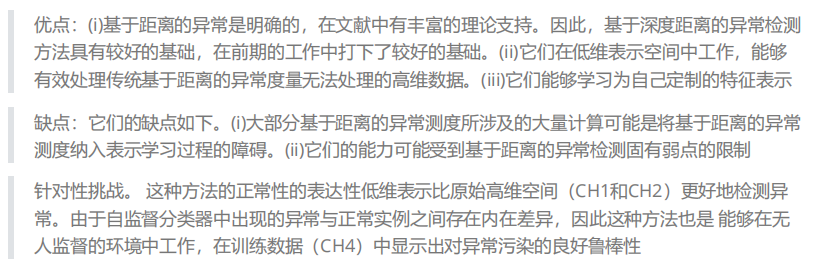 优点：(i)基于距离的异常是明确的，在文献中有丰富的理论支持。因此，基于深度距离的异常检测
方法具有较好的基础，在前期的工作中打下了较好的基础。(ii)它们在低维表示空间中工作，能够
有效处理传统基于距离的异常度量无法处理的高维数据。(iii)它们能够学习为自己定制的特征表示
缺点：它们的缺点如下。(i)大部分基于距离的异常测度所涉及的大量计算可能是将基于距离的异常
测度纳入表示学习过程的障碍。(ii)它们的能力可能受到基于距离的异常检测固有弱点的限制
针对性挑战。 这种方法的正常性的表达性低维表示比原始高维空间（CH1和CH2）更好地检测异
常。由于自监督分类器中出现的异常与正常实例之间存在内在差异，因此这种方法也是 能够在无
人监督的环境中工作，在训练数据（CH4）中显示出对异常污染的良好鲁棒性